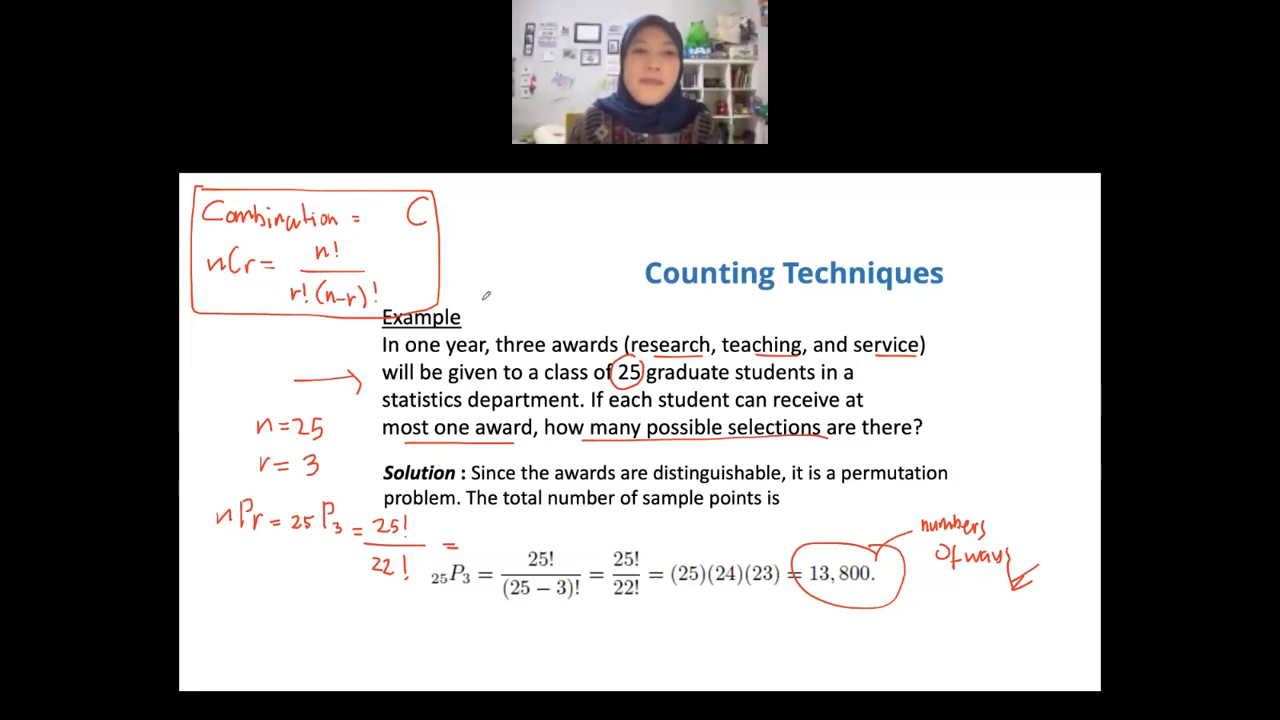 Combination = C
nCr = n! / r!(n-r)!
Counting Techniques
Example
In one year, three awards (research, teaching, and service)
will be given to a class of 25 graduate students in a
statistics department. If each student can receive at
most one award, how many possible selections are there?
n=25
r= 3
Solution : Since the awards are distinguishable, it is a permutation
problem. The total number of sample points is
nPr = 25P3 = 25! / 22! =
₂₅P₃ = 25! / (25 − 3)! = 25! / 22! = (25)(24)(23) = 13, 800.
numbers
Of ways